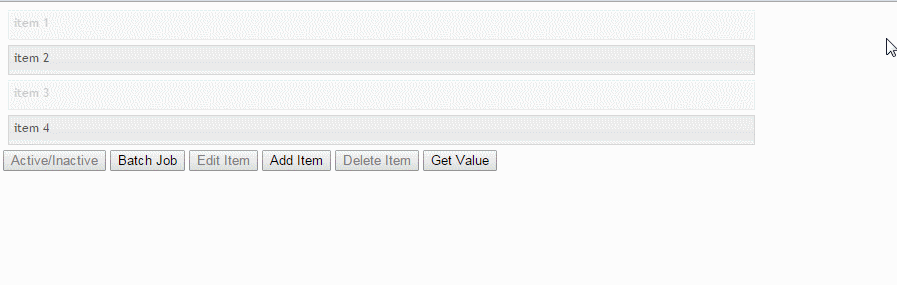 item 1
item 2
item 3
item 4
Active/Inactive Batch Job Edit Item Add Item Delete Item Get Value